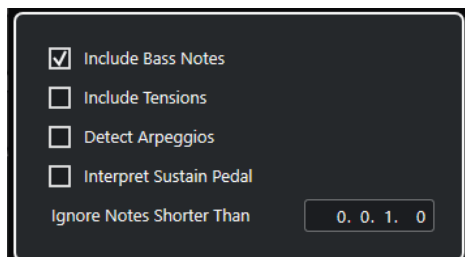 Include Bass Notes
Include Tensions
Detect Arpeggios
Interpret Sustain Pedal
Ignore Notes Shorter Than 0. 0. 1. 0